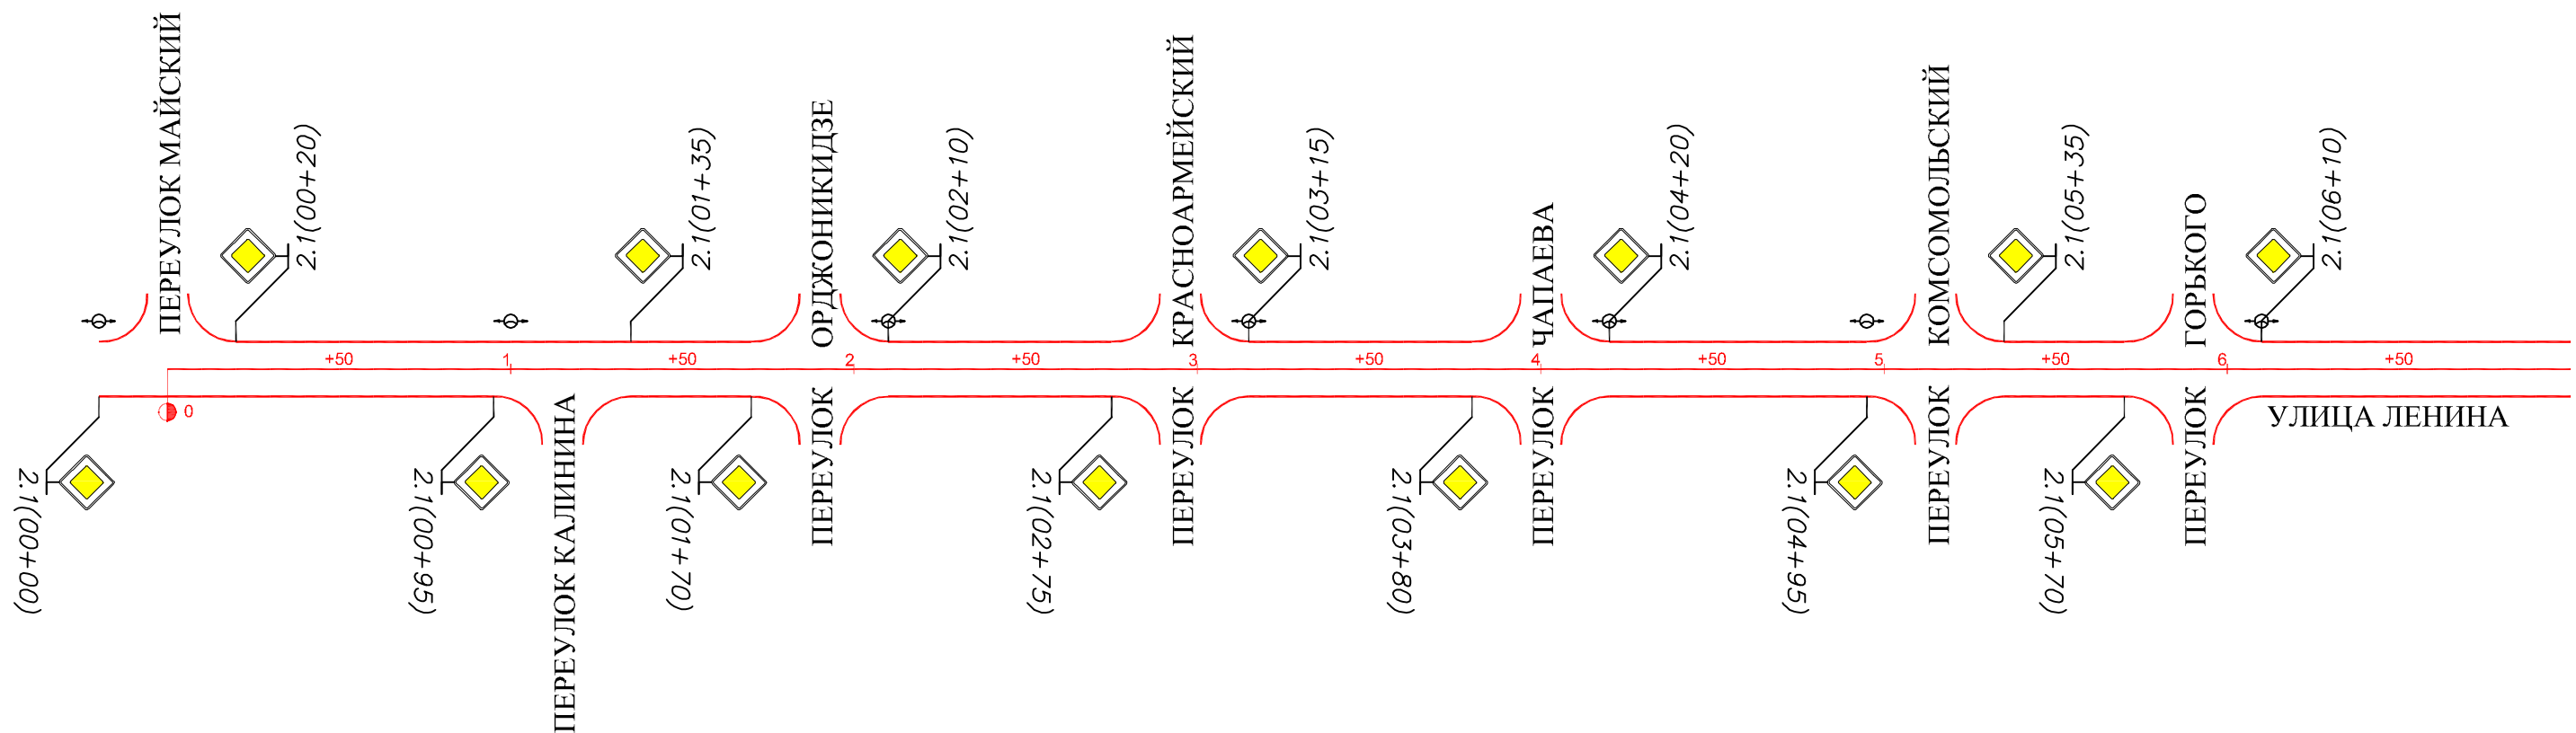 ПЕРЕУЛОК МАЙСКИЙ
2.1(00+20)
2.1(01+35)
ПЕРЕУЛОК ОРДЖОНИКИДЗЕ
2.1(02+10)
ПЕРЕУЛОК КРАСНОАРМЕЙСКИЙ
2.1(03+15)
ПЕРЕУЛОК ЧАПАЕВА
2.1(04+20)
ПЕРЕУЛОК КОМСОМОЛЬСКИЙ
2.1(05+35)
ПЕРЕУЛОК ГОРЬКОГО
2.1(06+10)
0 +50 1 +50 2 +50 3 +50 4 +50 5 +50 6 +50
УЛИЦА ЛЕНИНА
2.1(00+00)
2.1(00+95)
ПЕРЕУЛОК КАЛИНИНА
2.1(01+70)
2.1(02+75)
2.1(03+80)
2.1(04+95)
2.1(05+70)